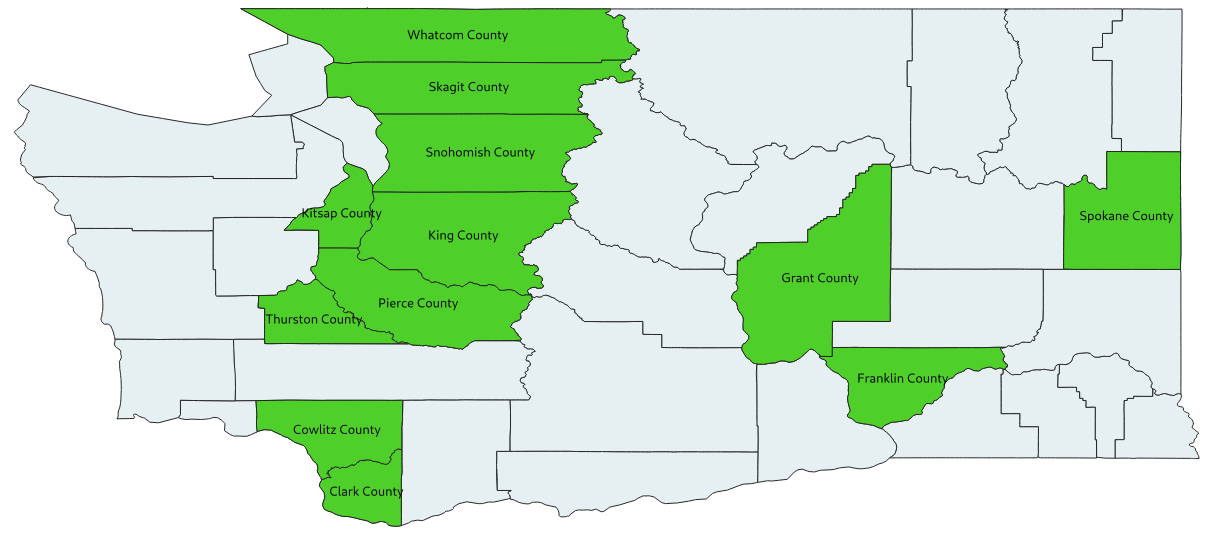 Whatcom County
Skagit County
Snohomish County
Kitsap County
Spokane County
King County
Grant County
Pierce County
Thurston County
Franklin County
Cowlitz County
Clark County